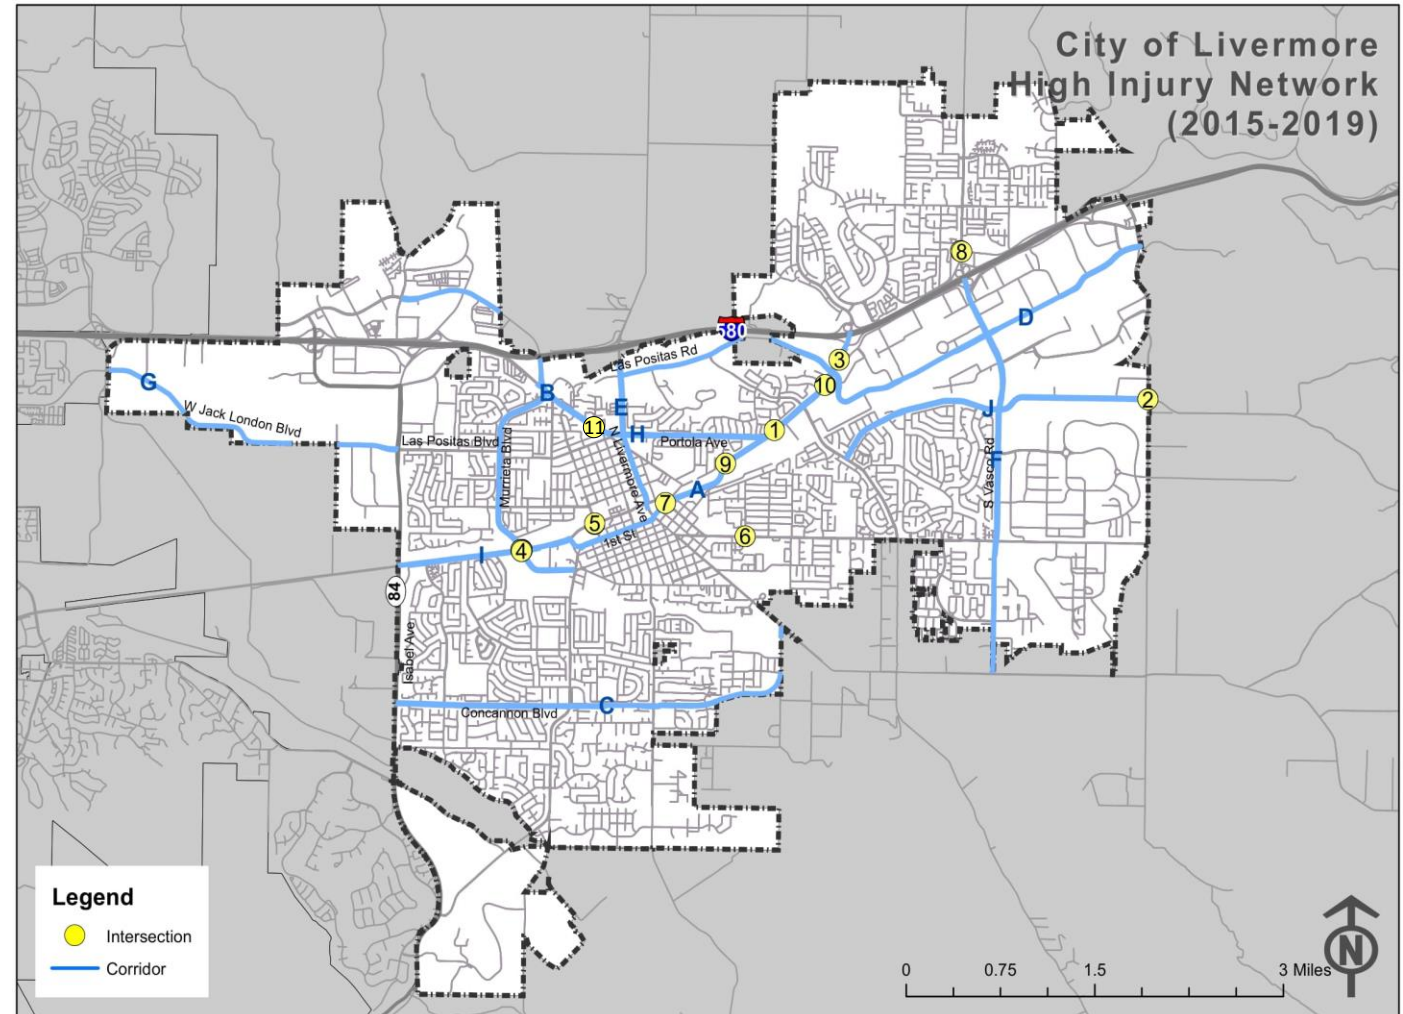 City of Livermore
High Injury Network
(2015-2019)
8
D
580
Las Positas Rd
3
G
10
B
2
E
J
W Jack London Blvd
11
H
1
Las Positas Blvd
Portola Ave
Murrieta Blvd
N Livermore Ave
9
F
S Vasco Rd
A
7
5
6
1st St
4
I
84
Isabel Ave
C
Concannon Blvd
Legend
Intersection
Corridor
0 0.75 1.5 3 Miles
N